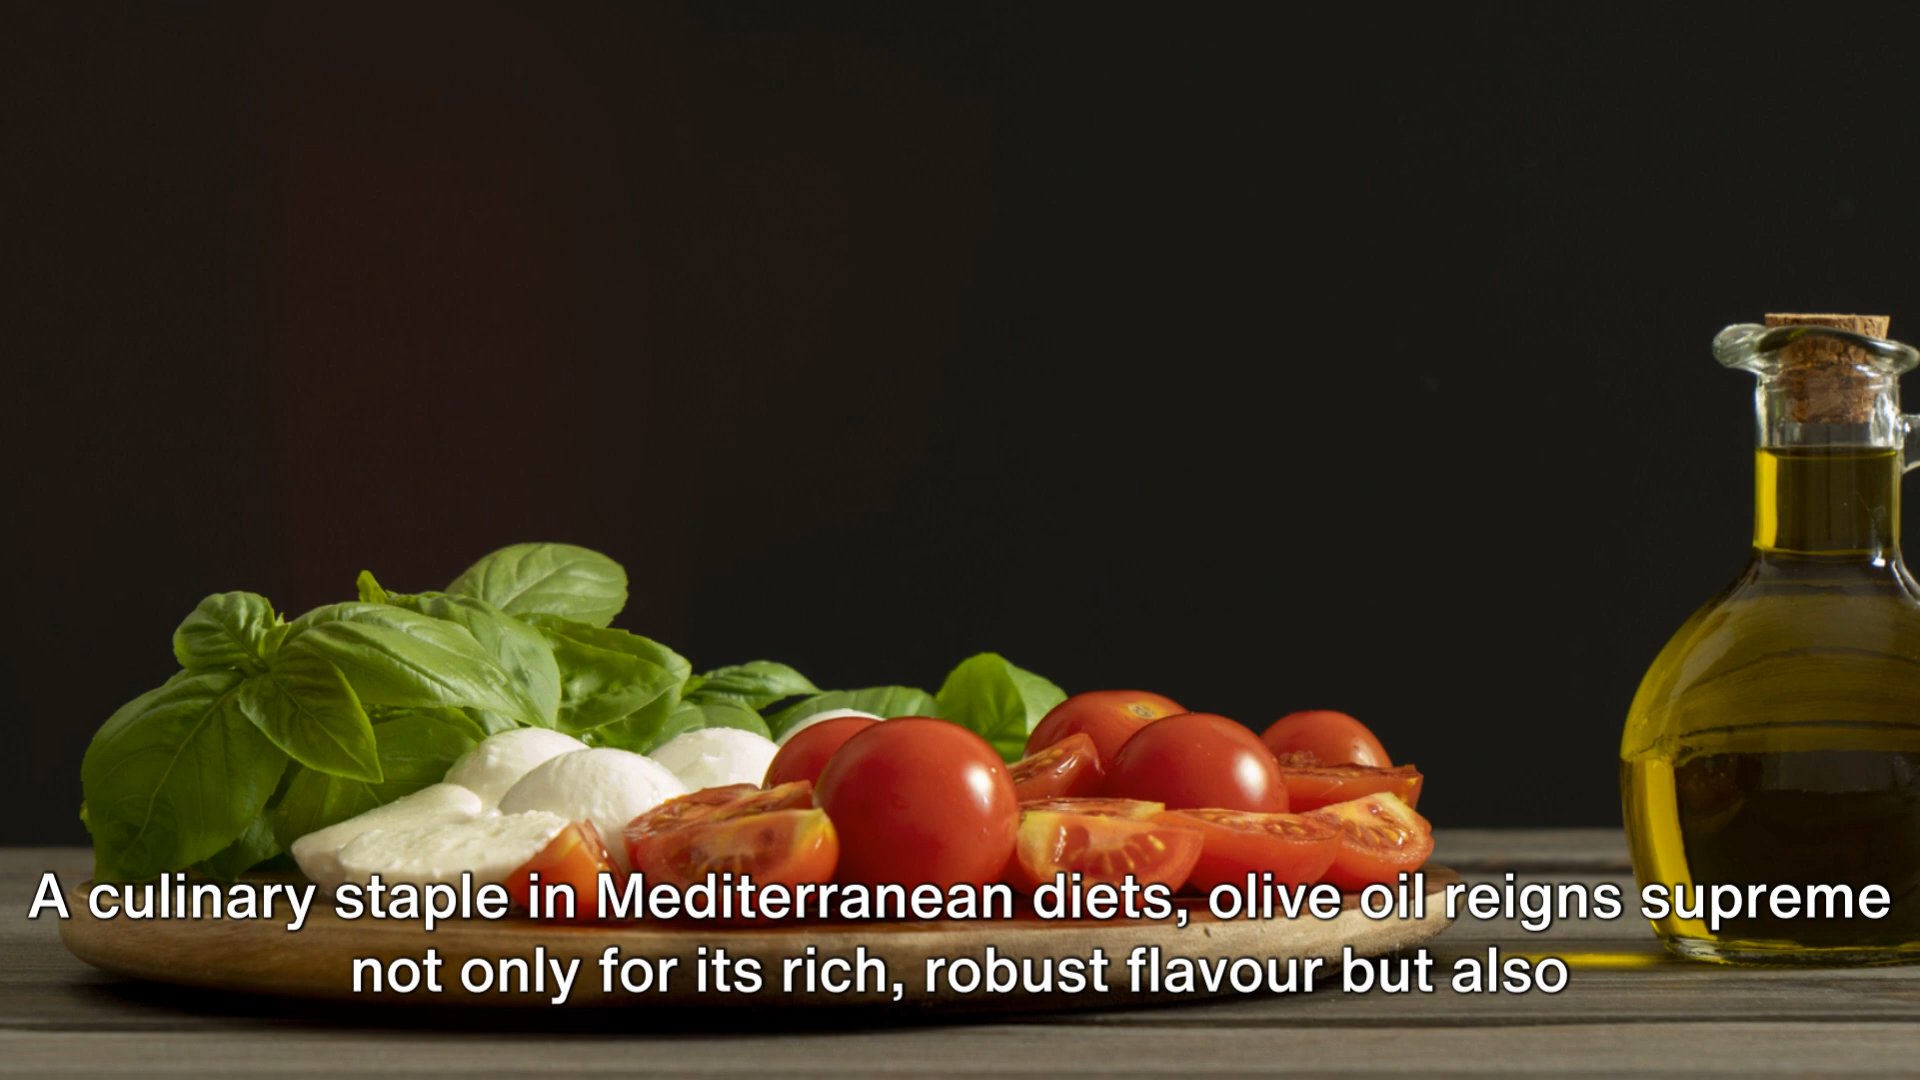 A culinary staple in Mediterranean diets, olive oil reigns supreme
not only for its rich, robust flavour but also